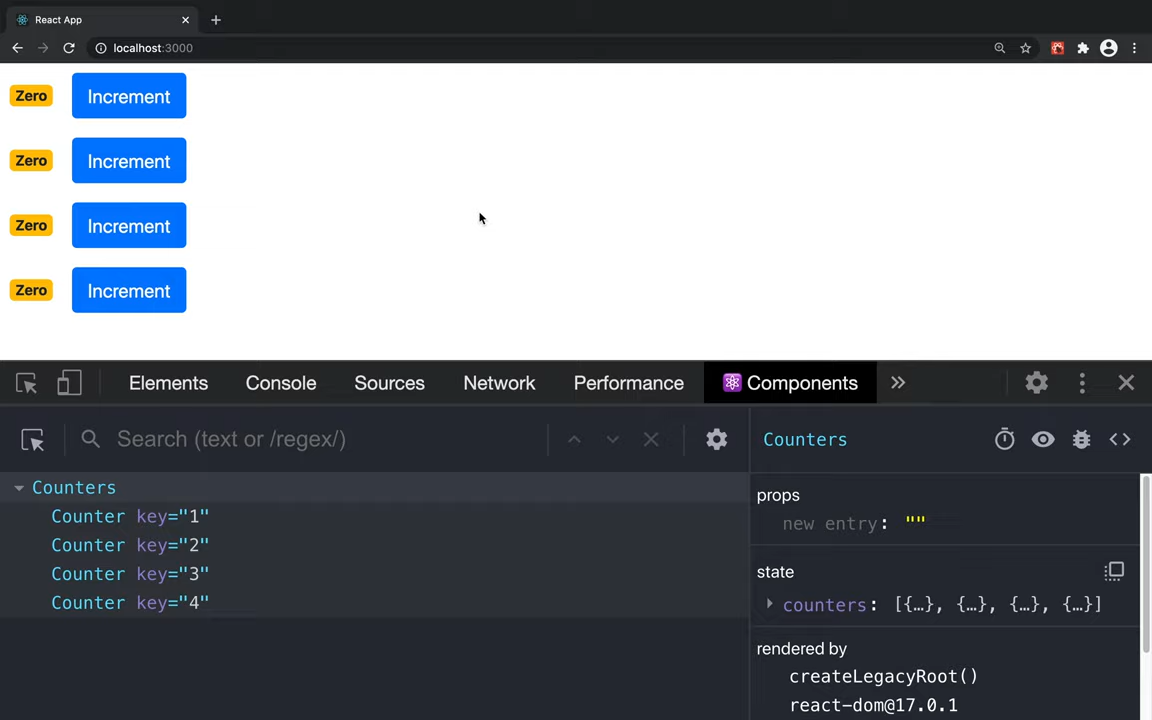 React App
localhost:3000
Zero Increment
Zero Increment
Zero Increment
Zero Increment
Elements Console Sources Network Performance Components
Search (text or /regex/)
Counters
Counter key="1"
Counter key="2"
Counter key="3"
Counter key="4"
Counters
props
new entry: ""
state
counters: [{…}, {…}, {…}, {…}]
rendered by
createLegacyRoot()
react-dom@17.0.1